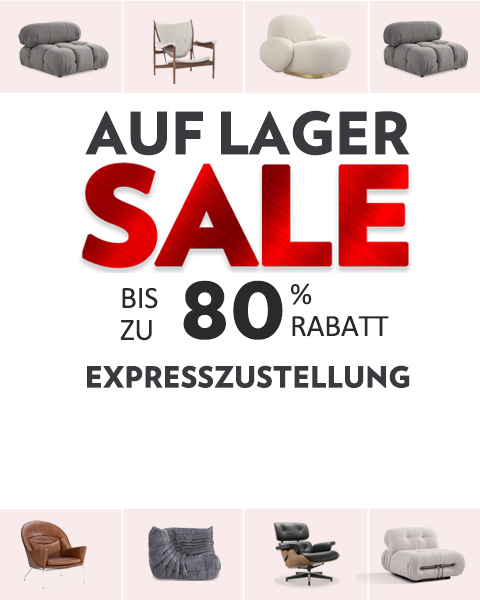 AUF LAGER
SALE
BIS ZU 80 % RABATT
EXPRESSZUSTELLUNG